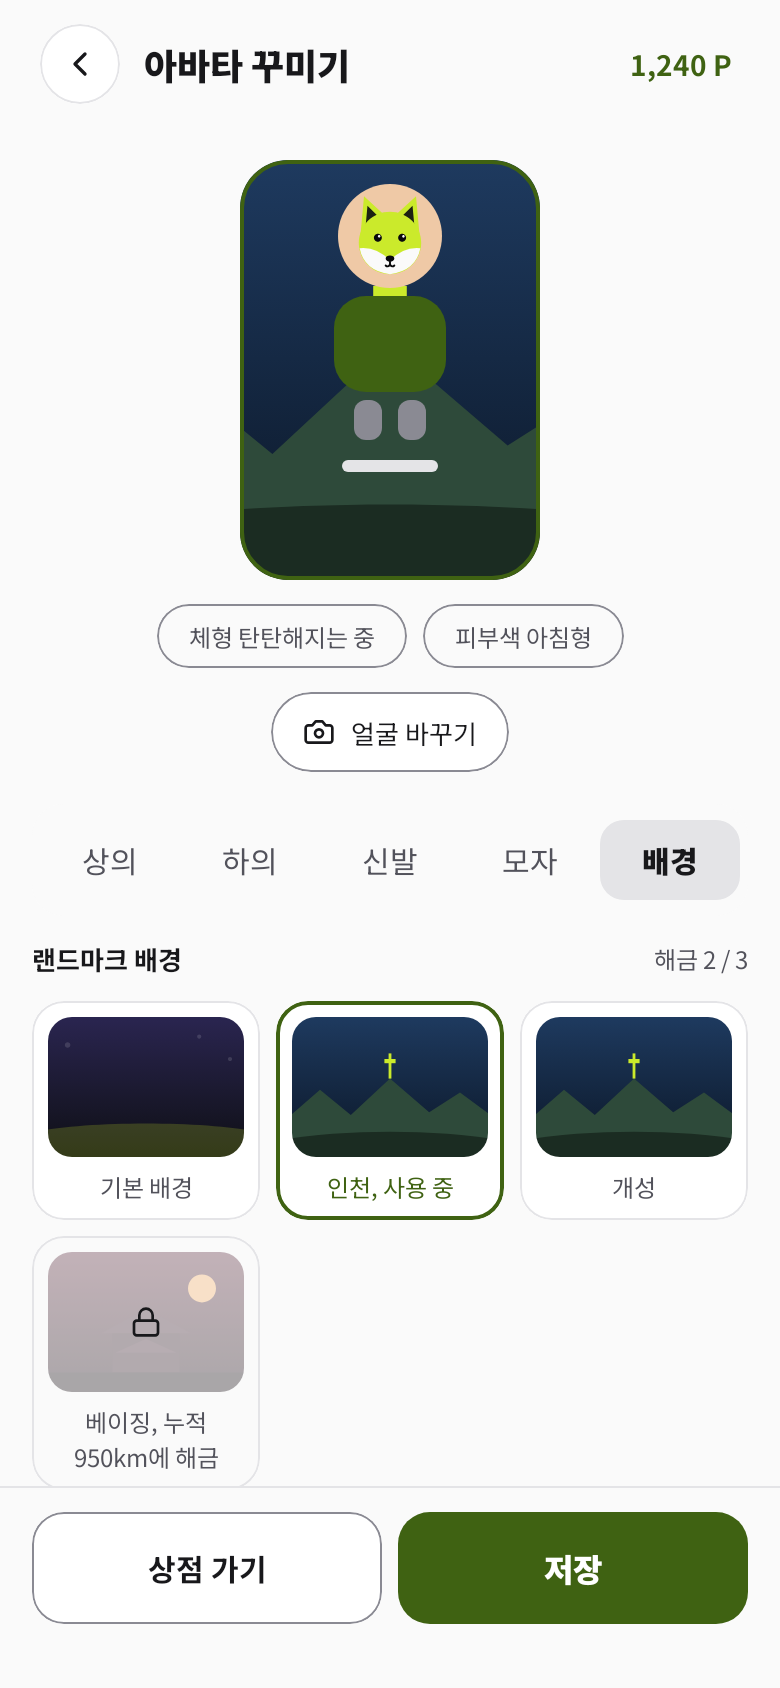 아바타 꾸미기
1,240 P
체형 탄탄해지는 중
피부색 아침형
얼굴 바꾸기
상의
하의
신발
모자
배경
랜드마크 배경
해금 2 / 3
기본 배경
인천, 사용 중
개성
베이징, 누적
950km에 해금
상점 가기
저장